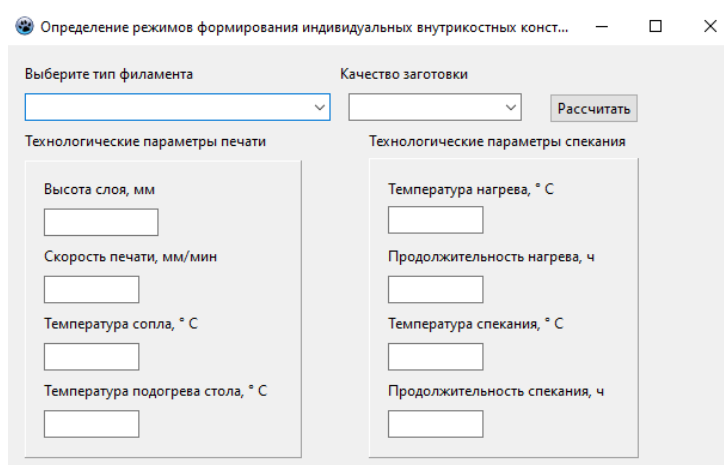 Определение режимов формирования индивидуальных внутрикостных конст...
Выберите тип филамента
Качество заготовки
Рассчитать
Технологические параметры печати
Высота слоя, мм
Скорость печати, мм/мин
Температура сопла, ° C
Температура подогрева стола, ° C
Технологические параметры спекания
Температура нагрева, ° C
Продолжительность нагрева, ч
Температура спекания, ° C
Продолжительность спекания, ч